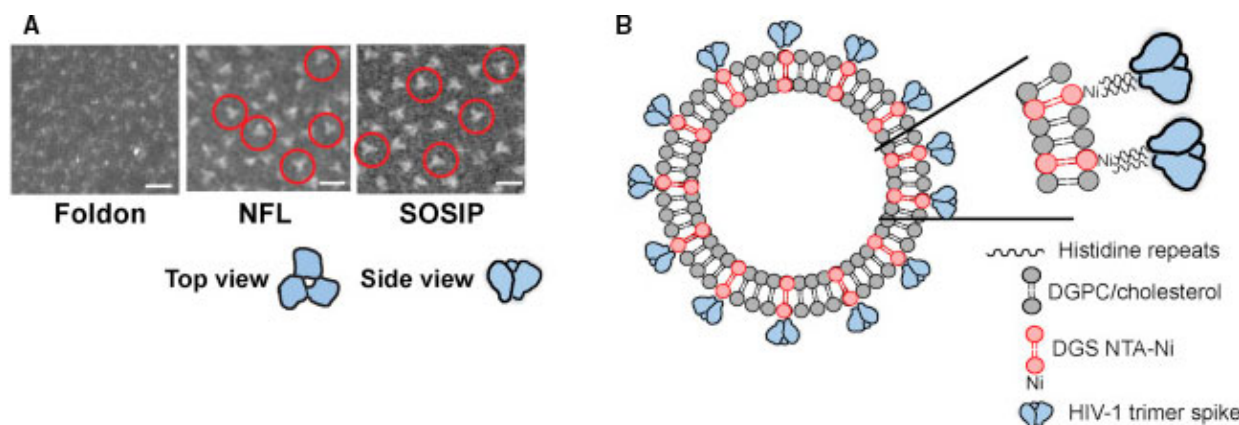 A
Foldon
NFL
SOSIP
Top view
Side view
B
Ni
Ni
Histidine repeats
DGPC/cholesterol
DGS NTA-Ni
Ni
HIV-1 trimer spike